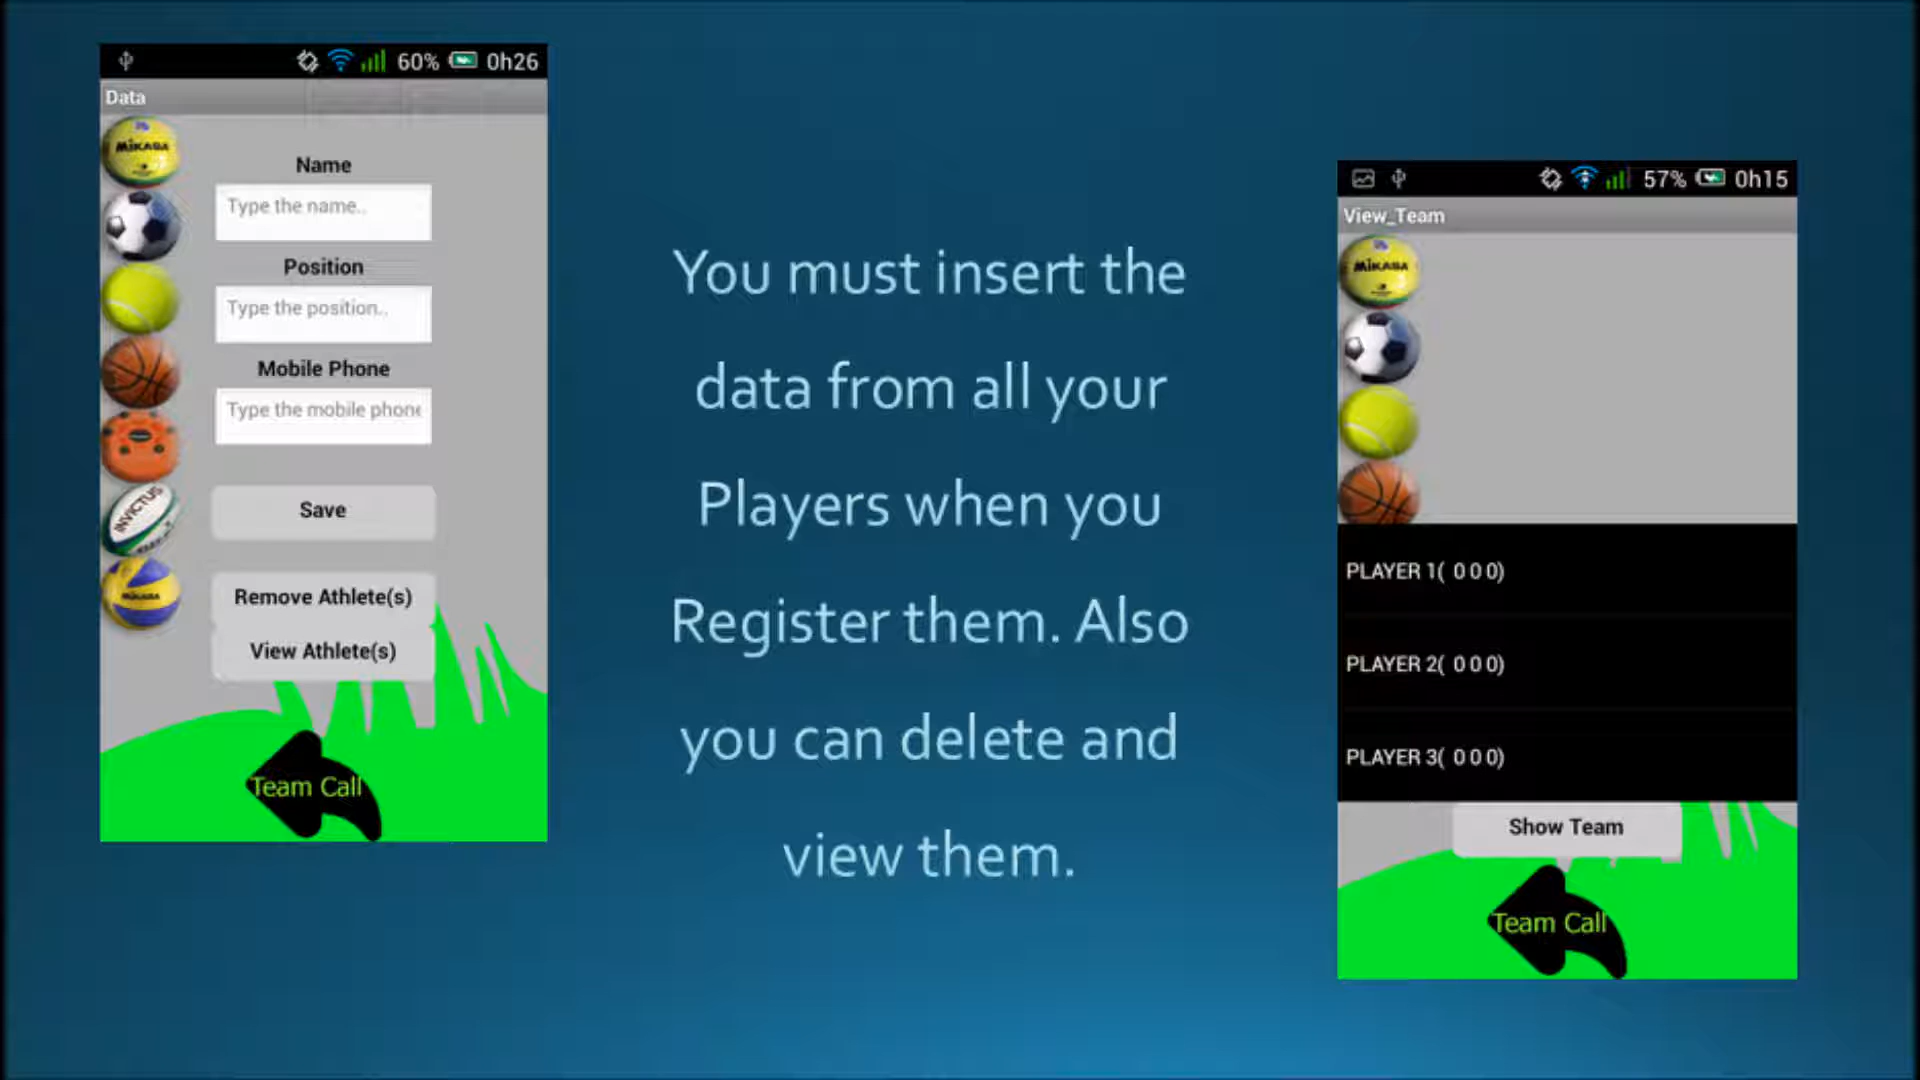 60% 0h26
Data
MIKASA
Name
Type the name..
Position
Type the position..
Mobile Phone
Type the mobile phone
INVICTUS
Save
MIKASA
Remove Athlete(s)
View Athlete(s)
Team Call
You must insert the
data from all your
Players when you
Register them. Also
you can delete and
view them.
57% 0h15
View_Team
MIKASA
PLAYER 1( 0 0 0)
PLAYER 2( 0 0 0)
PLAYER 3( 0 0 0)
Show Team
Team Call